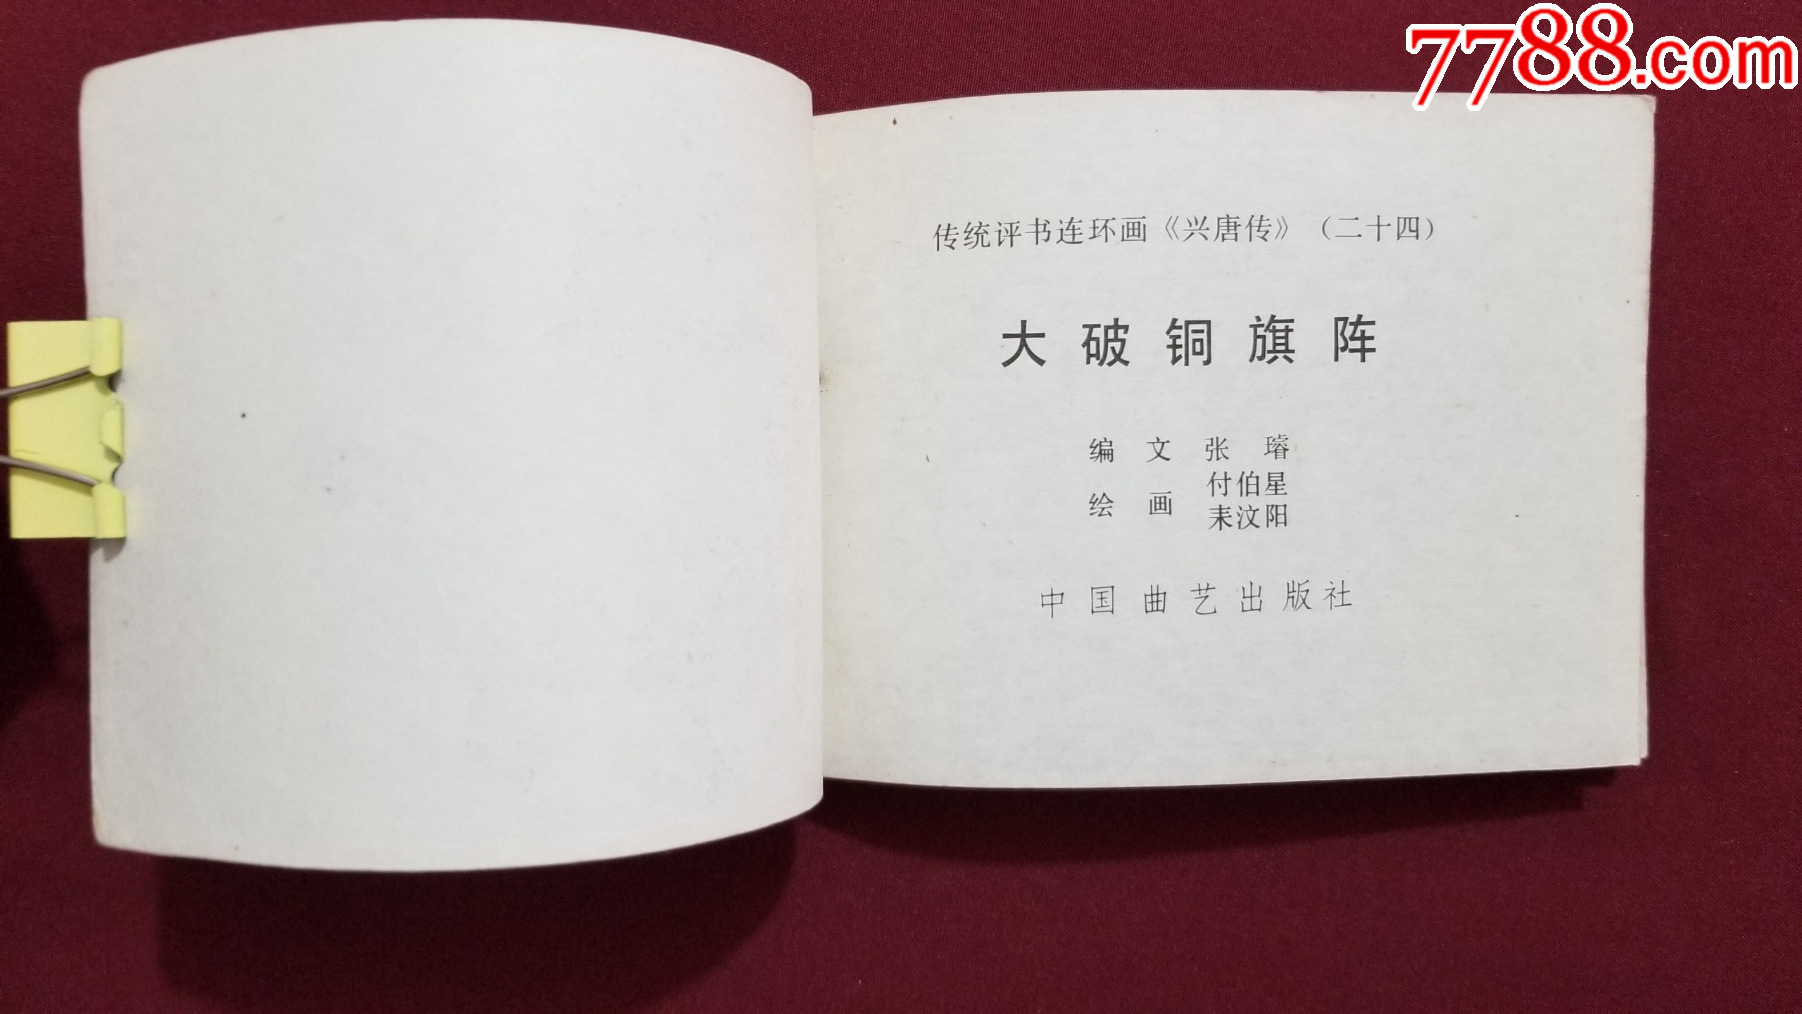 7788.com
传统评书连环画《兴唐传》（二十四）
大破铜旗阵
编 文 张 璿
绘 画 付伯星
耒汶阳
中国曲艺出版社